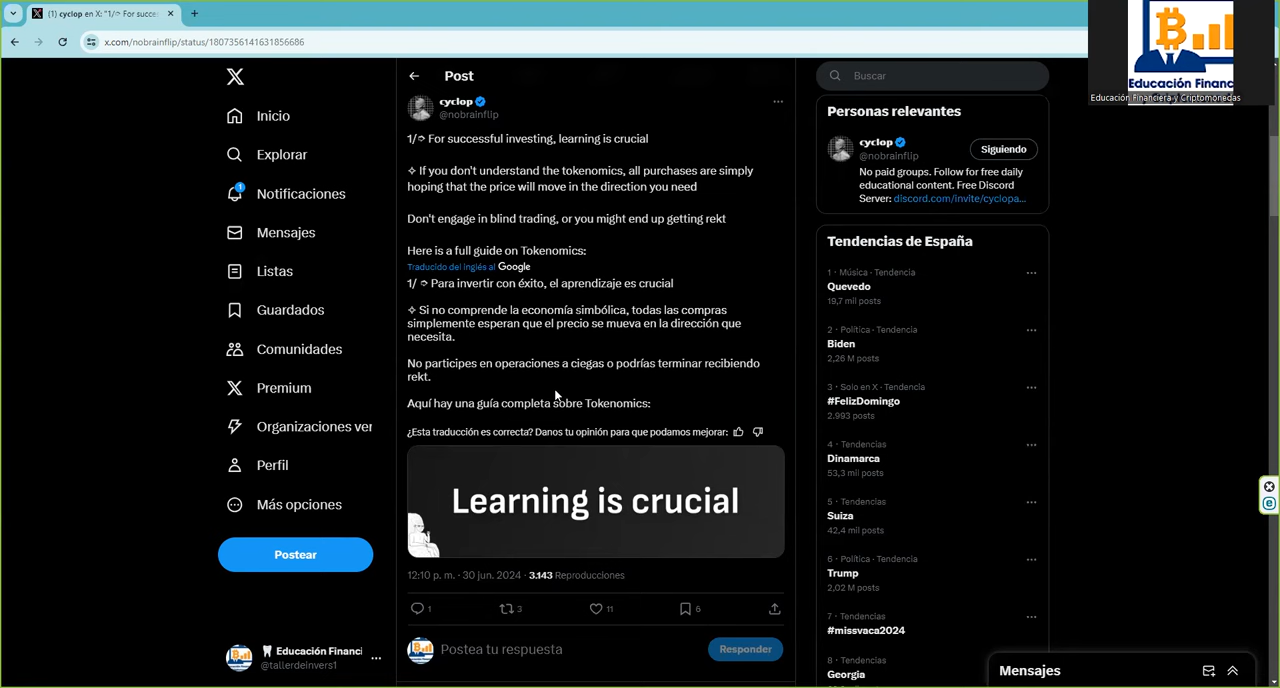 (1) cyclop en X: "1/ For succes
x.com/nobrainflip/status/1807356141631856686
Educación Financ
Educación Financiera y Criptomonedas
Inicio
Explorar
1
Notificaciones
Mensajes
Listas
Guardados
Comunidades
Premium
Organizaciones ver
Perfil
Más opciones
Postear
Educación Financi
@tallerdeinvers1
Post
cyclop
@nobrainflip
1/ For successful investing, learning is crucial
✧ If you don't understand the tokenomics, all purchases are simply
hoping that the price will move in the direction you need
Don't engage in blind trading, or you might end up getting rekt
Here is a full guide on Tokenomics:
Traducido del inglés al Google
1/ Para invertir con éxito, el aprendizaje es crucial
✧ Si no comprende la economía simbólica, todas las compras
simplemente esperan que el precio se mueva en la dirección que
necesita.
No participes en operaciones a ciegas o podrías terminar recibiendo
rekt.
Aquí hay una guía completa sobre Tokenomics:
¿Esta traducción es correcta? Danos tu opinión para que podamos mejorar:
Learning is crucial
12:10 p. m. · 30 jun. 2024 · 3.143 Reproducciones
1 3 11 6
Postea tu respuesta
Responder
Buscar
Personas relevantes
cyclop
@nobrainflip
Siguiendo
No paid groups. Follow for free daily
educational content. Free Discord
Server: discord.com/invite/cyclopa...
Tendencias de España
1 · Música · Tendencia
Quevedo
19,7 mil posts
2 · Política · Tendencia
Biden
2,26 M posts
3 · Solo en X · Tendencia
#FelizDomingo
2.993 posts
4 · Tendencias
Dinamarca
53,3 mil posts
5 · Tendencias
Suiza
42,4 mil posts
6 · Política · Tendencia
Trump
2,02 M posts
7 · Tendencias
#missvaca2024
8 · Tendencias
Georgia
Mensajes